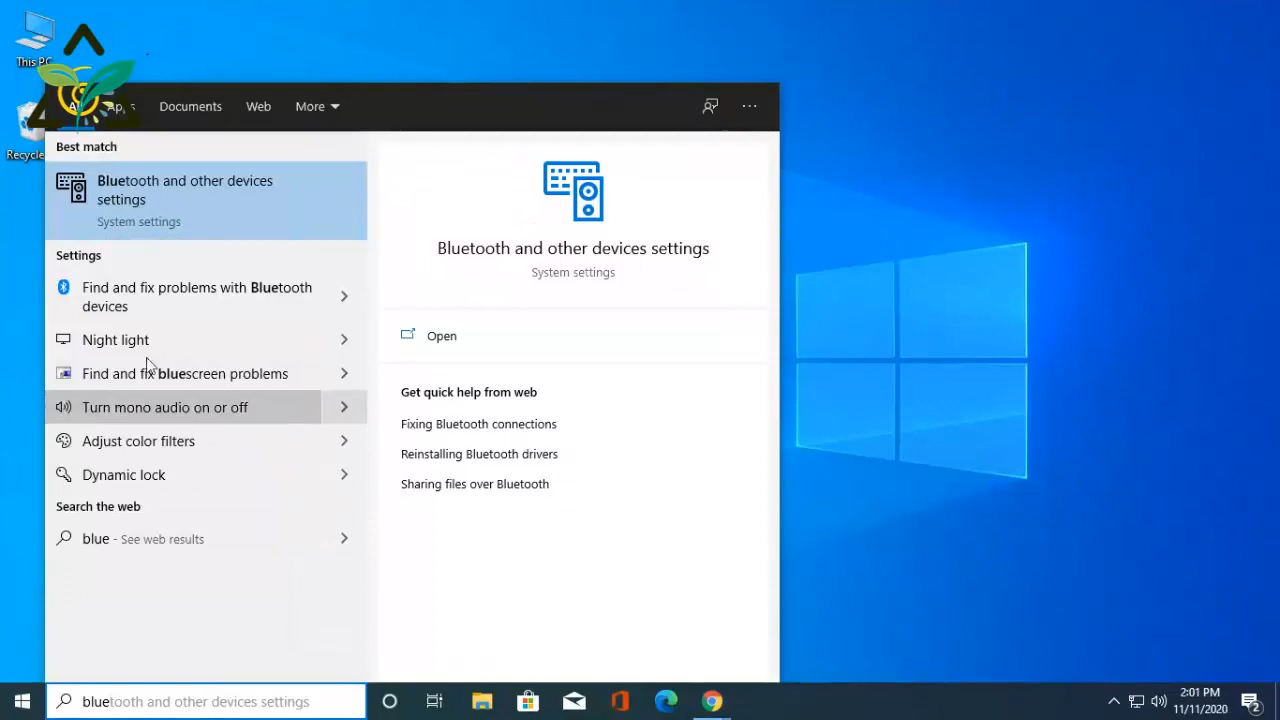 This PC
Recycle
Apps
Documents
Web
More
Best match
Bluetooth and other devices
settings
System settings
Settings
Find and fix problems with Bluetooth
devices
Night light
Find and fix bluescreen problems
Turn mono audio on or off
Adjust color filters
Dynamic lock
Search the web
blue - See web results
Bluetooth and other devices settings
System settings
Open
Get quick help from web
Fixing Bluetooth connections
Reinstalling Bluetooth drivers
Sharing files over Bluetooth
bluetooth and other devices settings
2:01 PM
11/11/2020
2